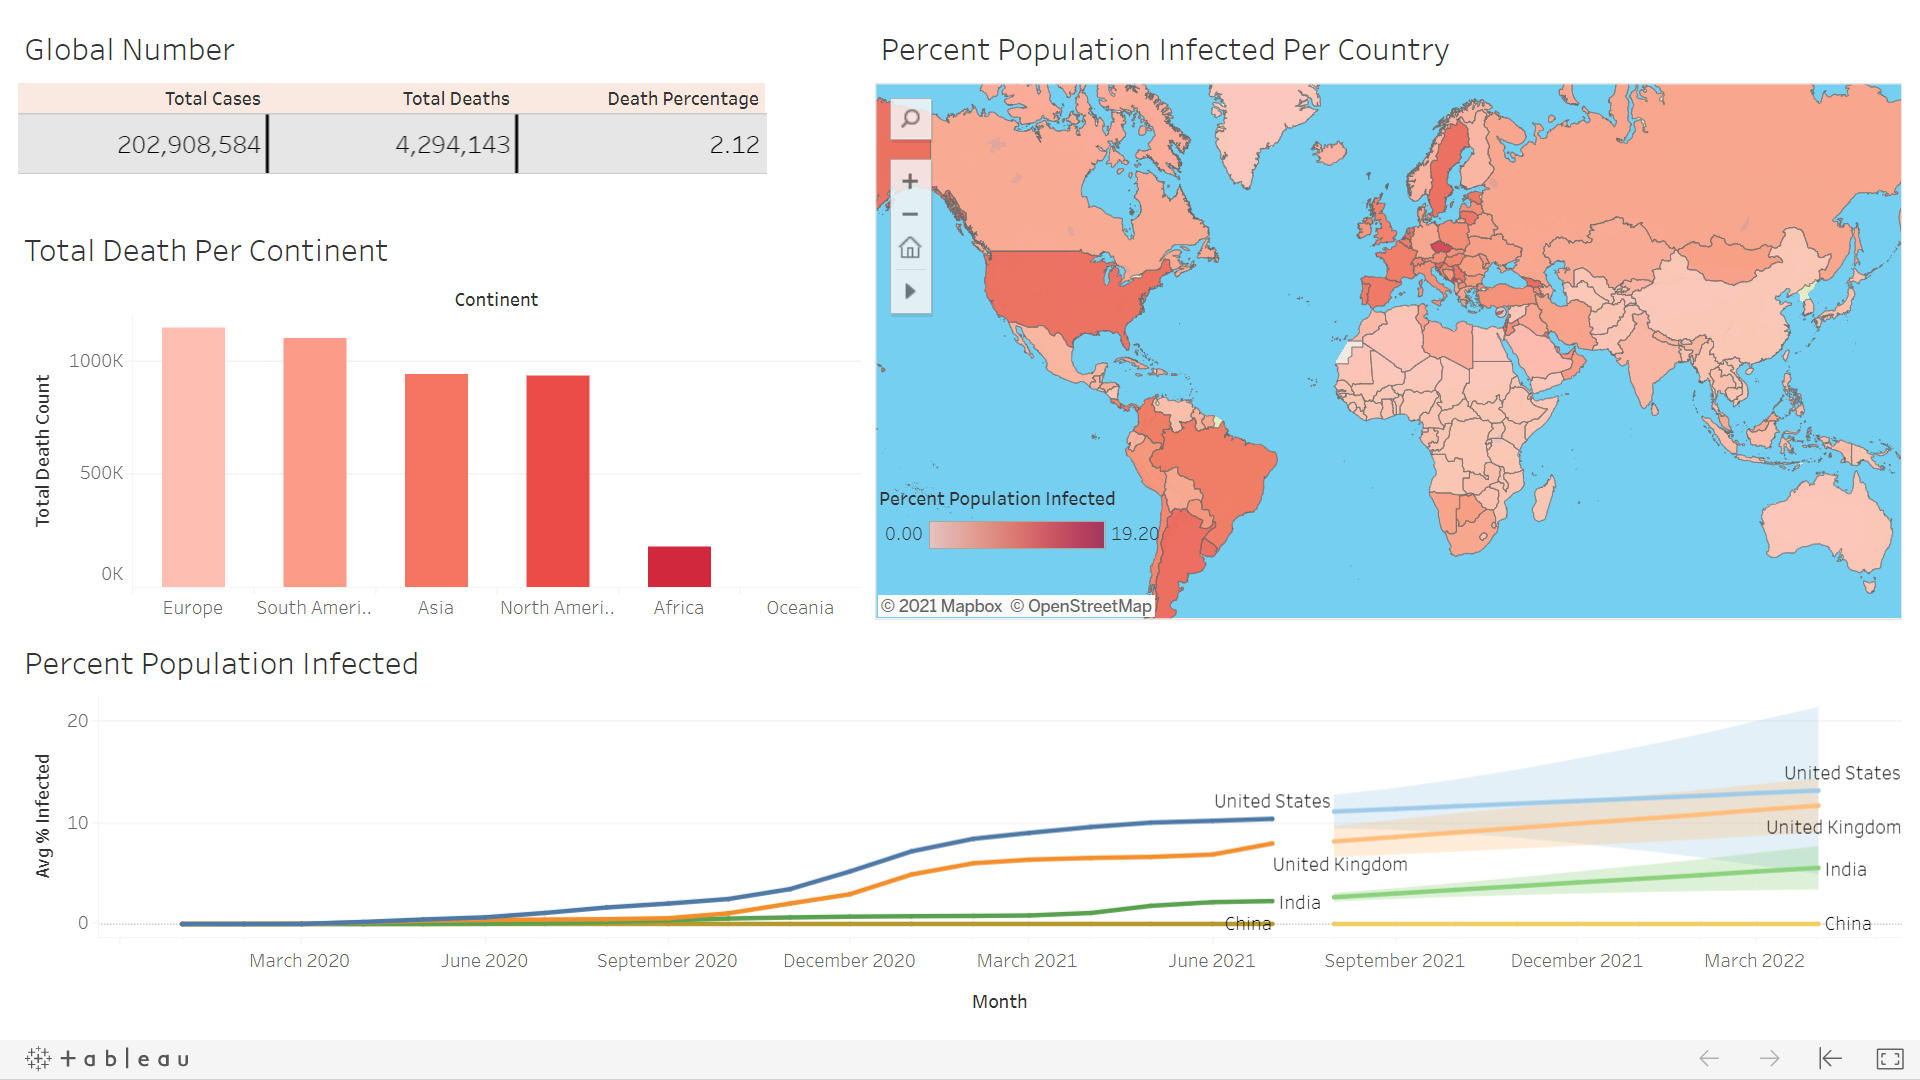 Global Number
Total Cases Total Deaths Death Percentage
202,908,584 4,294,143 2.12
Total Death Per Continent
Continent
Total Death Count
1000K
500K
0K
Europe South Ameri.. Asia North Ameri.. Africa Oceania
Percent Population Infected Per Country
Percent Population Infected
0.00 19.20
© 2021 Mapbox © OpenStreetMap
Percent Population Infected
Avg % Infected
20
10
0
United States
United Kingdom
India
China
United States
United Kingdom
India
China
March 2020 June 2020 September 2020 December 2020 March 2021 June 2021 September 2021 December 2021 March 2022
Month
+ a b | e a u